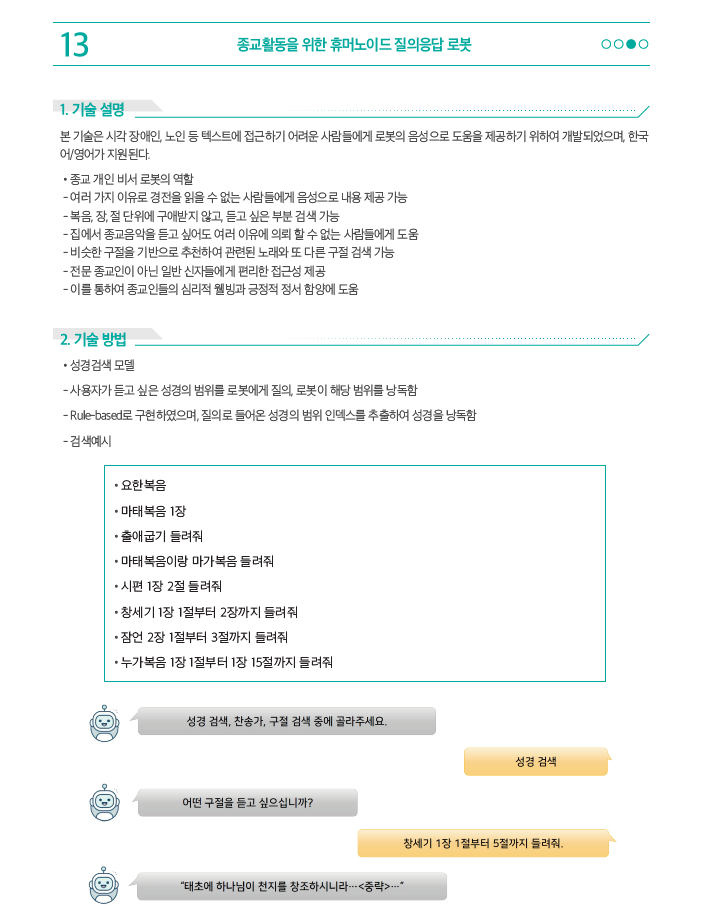 13
종교활동을 위한 휴머노이드 질의응답 로봇
1. 기술 설명
본 기술은 시각 장애인, 노인 등 텍스트에 접근하기 어려운 사람들에게 로봇의 음성으로 도움을 제공하기 위하여 개발되었으며, 한국
어/영어가 지원된다.
• 종교 개인 비서 로봇의 역할
- 여러 가지 이유로 경전을 읽을 수 없는 사람들에게 음성으로 내용 제공 가능
- 복음, 장, 절 단위에 구애받지 않고, 듣고 싶은 부분 검색 가능
- 집에서 종교음악을 듣고 싶어도 여러 이유에 의뢰 할 수 없는 사람들에게 도움
- 비슷한 구절을 기반으로 추천하여 관련된 노래와 또 다른 구절 검색 가능
- 전문 종교인이 아닌 일반 신자들에게 편리한 접근성 제공
- 이를 통하여 종교인들의 심리적 웰빙과 긍정적 정서 함양에 도움
2. 기술 방법
• 성경검색 모델
- 사용자가 듣고 싶은 성경의 범위를 로봇에게 질의, 로봇이 해당 범위를 낭독함
- Rule-based로 구현하였으며, 질의로 들어온 성경의 범위 인덱스를 추출하여 성경을 낭독함
- 검색예시
• 요한복음
• 마태복음 1장
• 출애굽기 들려줘
• 마태복음이랑 마가복음 들려줘
• 시편 1장 2절 들려줘
• 창세기 1장 1절부터 2장까지 들려줘
• 잠언 2장 1절부터 3절까지 들려줘
• 누가복음 1장 1절부터 1장 15절까지 들려줘
성경 검색, 찬송가, 구절 검색 중에 골라주세요.
성경 검색
어떤 구절을 듣고 싶으십니까?
창세기 1장 1절부터 5절까지 들려줘.
"태초에 하나님이 천지를 창조하시니라…<중략>…"